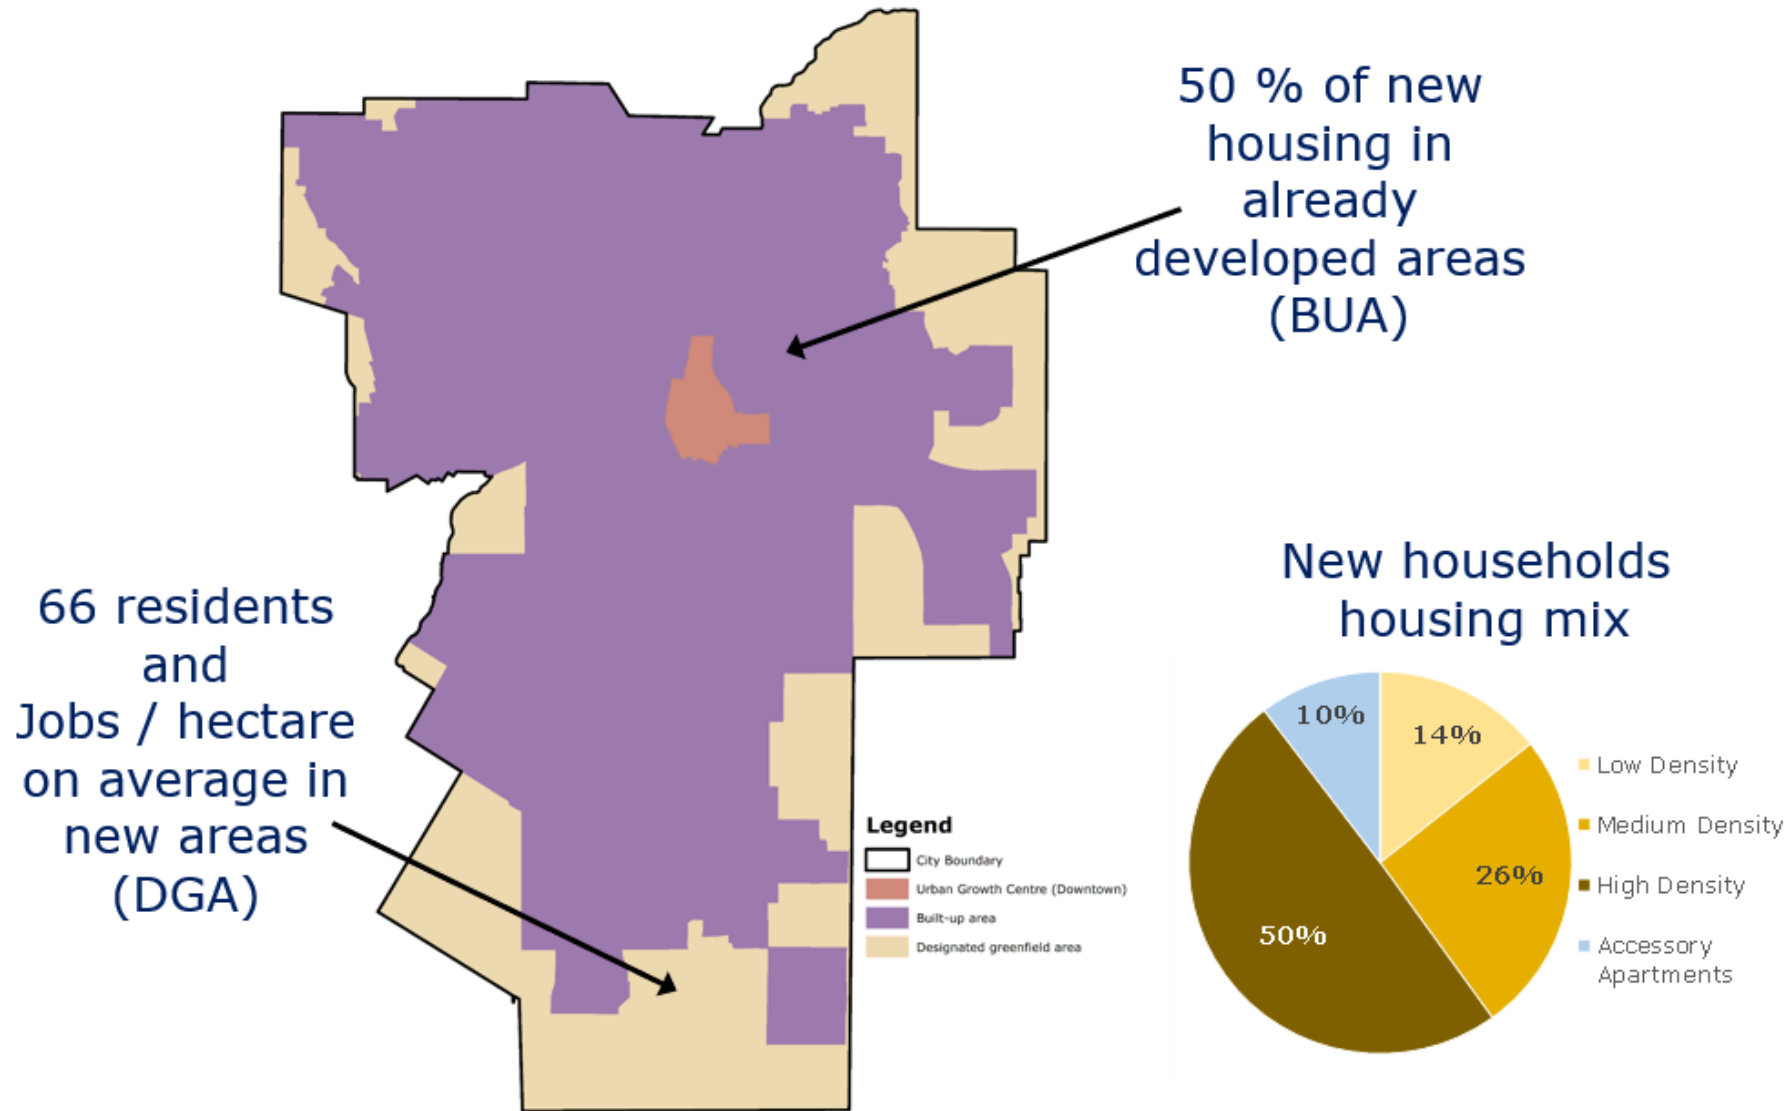 50 % of new
housing in
already
developed areas
(BUA)
66 residents
and
Jobs / hectare
on average in
new areas
(DGA)
Legend
City Boundary
Urban Growth Centre (Downtown)
Built-up area
Designated greenfield area
New households
housing mix
10%
14%
26%
50%
Low Density
Medium Density
High Density
Accessory
Apartments